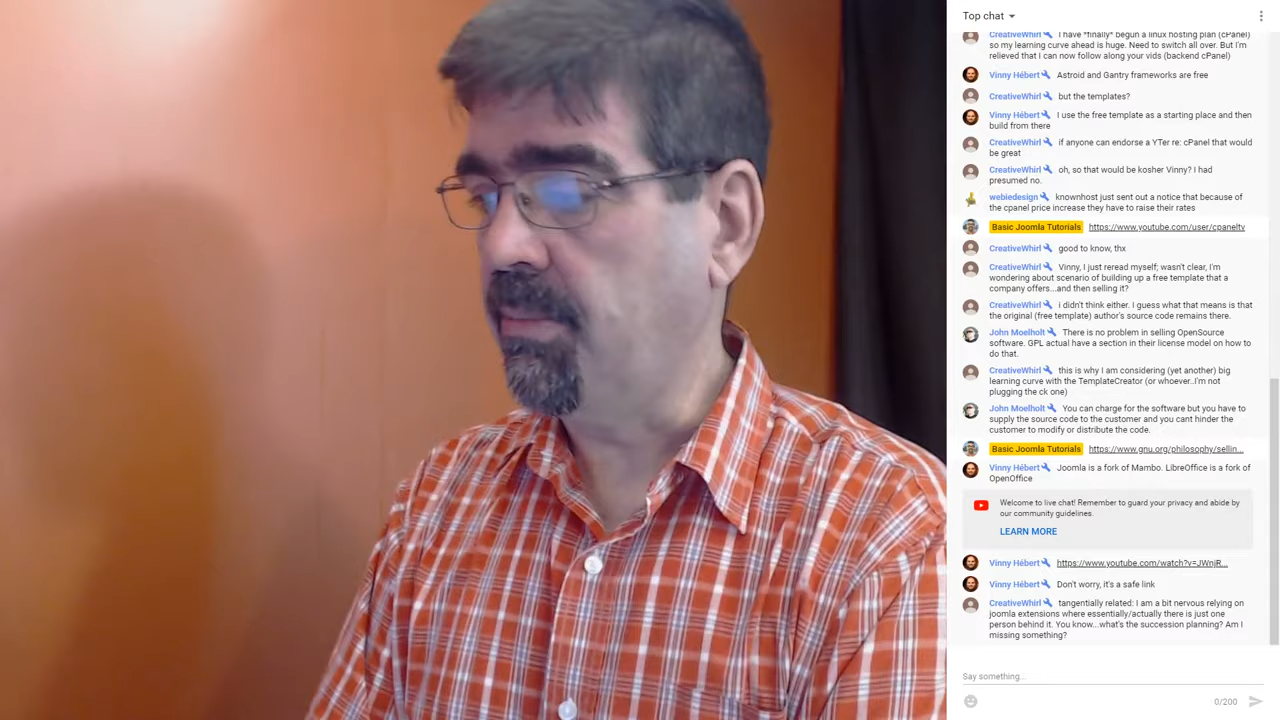 Top chat
CreativeWhirl I have *finally* begun a linux hosting plan (cPanel)
so my learning curve ahead is huge. Need to switch all over. But I'm
relieved that I can now follow along your vids (backend cPanel)
Vinny Hébert Astroid and Gantry frameworks are free
CreativeWhirl but the templates?
Vinny Hébert I use the free template as a starting place and then
build from there
CreativeWhirl if anyone can endorse a YTer re: cPanel that would
be great
CreativeWhirl oh, so that would be kosher Vinny? I had
presumed no.
webiedesign knownhost just sent out a notice that because of
the cpanel price increase they have to raise their rates
Basic Joomla Tutorials https://www.youtube.com/user/cpaneltv
CreativeWhirl good to know, thx
CreativeWhirl Vinny, I just reread myself; wasn't clear, I'm
wondering about scenario of building up a free template that a
company offers...and then selling it?
CreativeWhirl i didn't think either. I guess what that means is that
the original (free template) author's source code remains there.
John Moelholt There is no problem in selling OpenSource
software. GPL actual have a section in their license model on how to
do that.
CreativeWhirl this is why I am considering (yet another) big
learning curve with the TemplateCreator (or whoever..I'm not
plugging the ck one)
John Moelholt You can charge for the software but you have to
supply the source code to the customer and you cant hinder the
customer to modify or distribute the code.
Basic Joomla Tutorials https://www.gnu.org/philosophy/sellin...
Vinny Hébert Joomla is a fork of Mambo. LibreOffice is a fork of
OpenOffice
Welcome to live chat! Remember to guard your privacy and abide by
our community guidelines.
LEARN MORE
Vinny Hébert https://www.youtube.com/watch?v=JWnjR...
Vinny Hébert Don't worry, it's a safe link
CreativeWhirl tangentially related: I am a bit nervous relying on
joomla extensions where essentially/actually there is just one
person behind it. You know...what's the succession planning? Am I
missing something?
Say something...
0/200